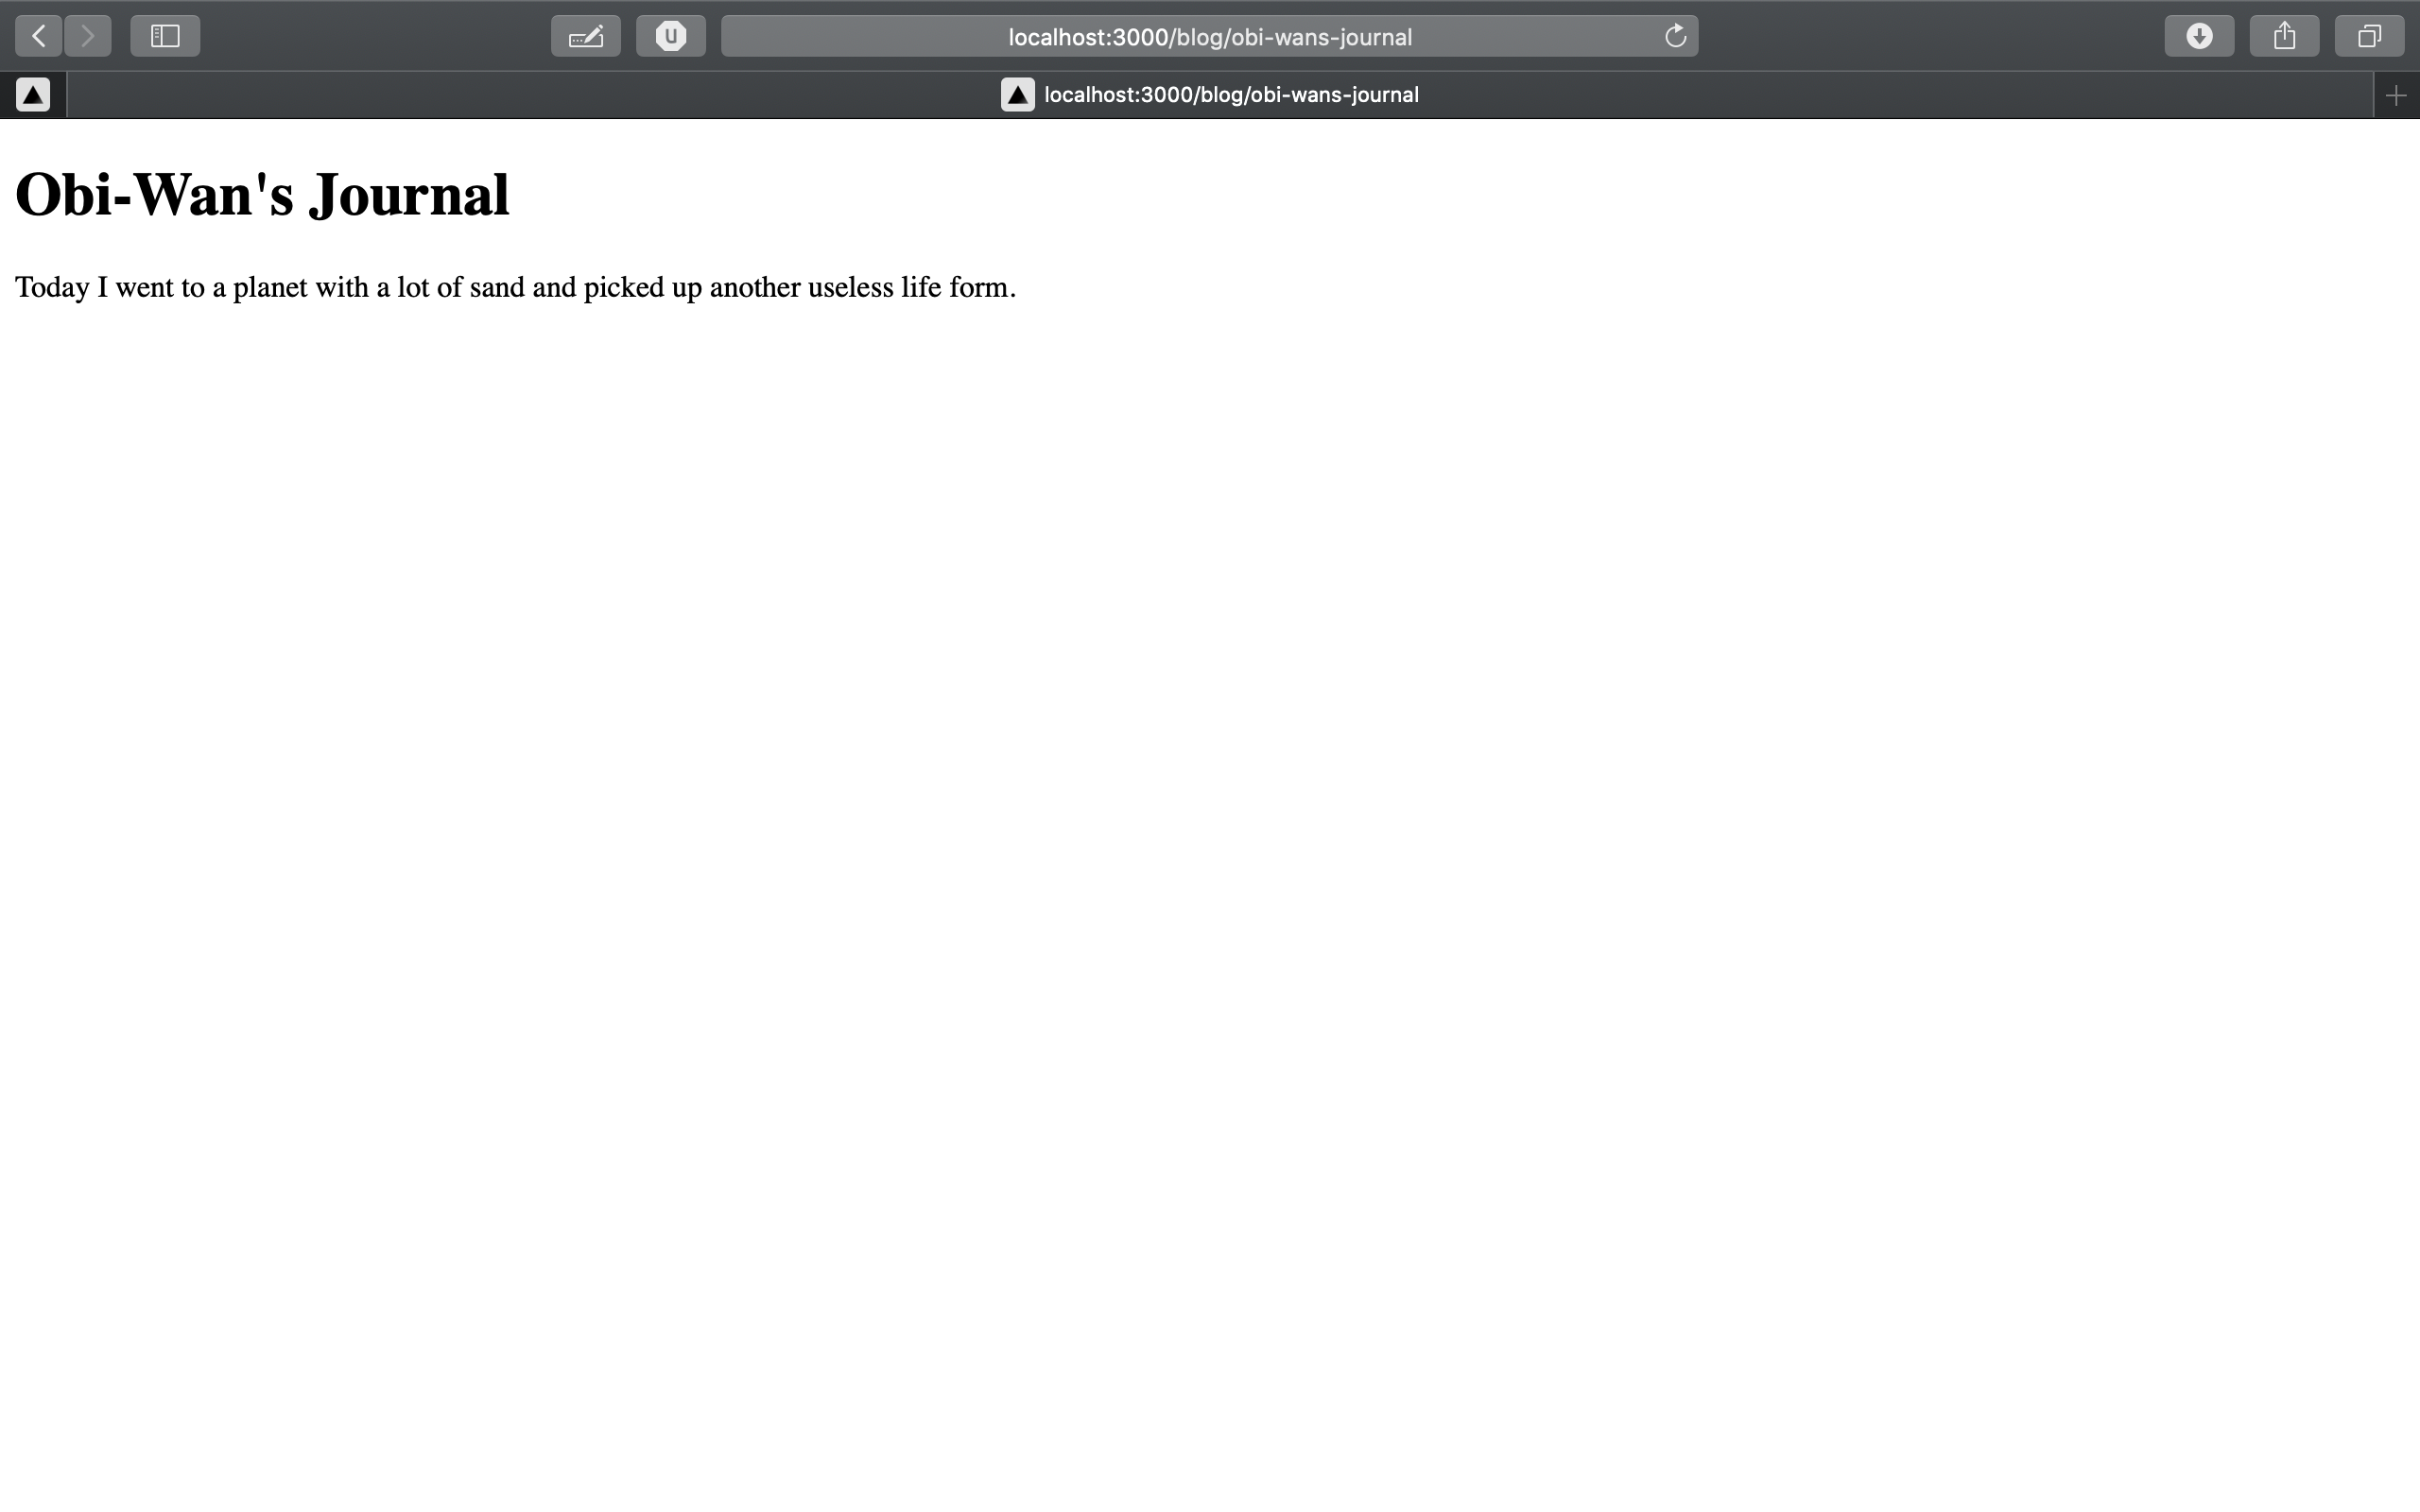 U
localhost:3000/blog/obi-wans-journal
localhost:3000/blog/obi-wans-journal
Obi-Wan's Journal
Today I went to a planet with a lot of sand and picked up another useless life form.